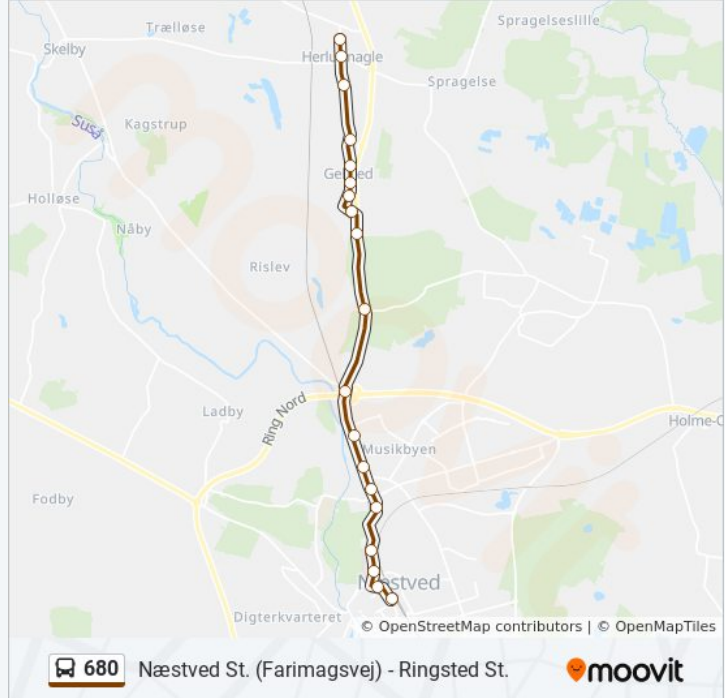 Spragelseslille
Trælløse
Skelby
Herlufmagle
Spragelse
Suså
Kagstrup
Gelsted
Holløse
Nåby
Rislev
Ring Nord
Ladby
Holme-O
Musikbyen
Fodby
Næstved
Digterkvarteret
© OpenStreetMap contributors | © OpenMapTiles
680 Næstved St. (Farimagsvej) - Ringsted St. moovit